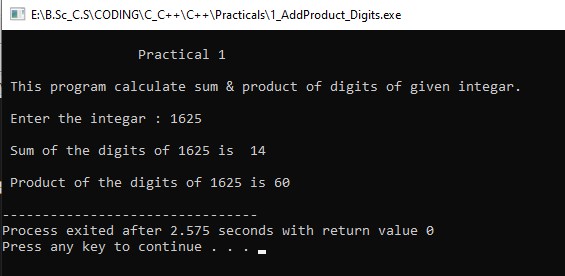 E:\B.Sc_C.S\CODING\C_C++\C++\Practicals\1_AddProduct_Digits.exe
Practical 1
This program calculate sum & product of digits of given integar.
Enter the integar : 1625
Sum of the digits of 1625 is  14
Product of the digits of 1625 is 60
--------------------------------
Process exited after 2.575 seconds with return value 0
Press any key to continue . . .